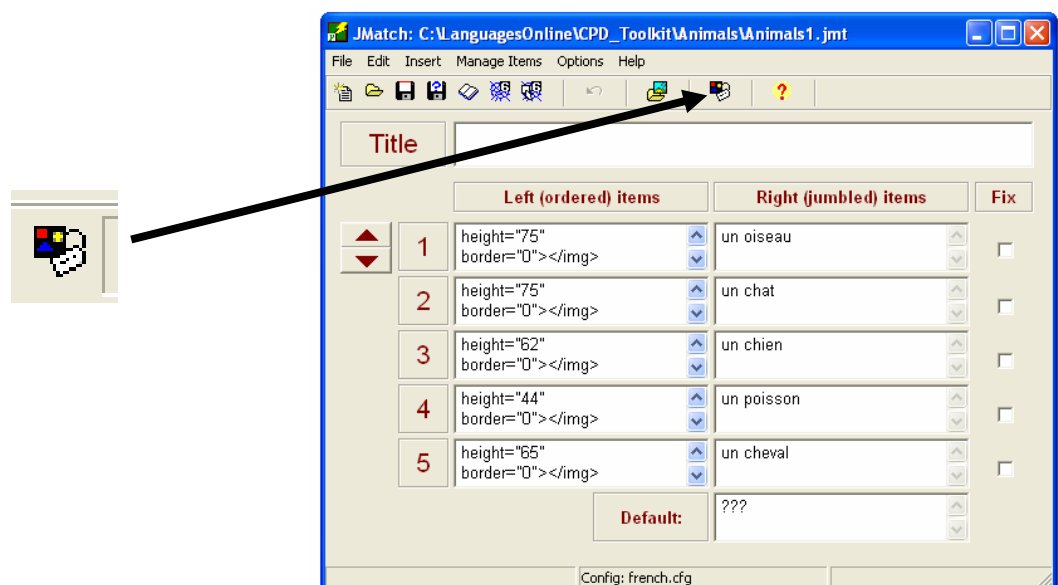 JMatch: C:\LanguagesOnline\CPD_Toolkit\Animals\Animals1.jmt
File Edit Insert Manage Items Options Help
?
Title
Left (ordered) items Right (jumbled) items Fix
1 height="75"
border="0"></img> un oiseau
2 height="75"
border="0"></img> un chat
3 height="62"
border="0"></img> un chien
4 height="44"
border="0"></img> un poisson
5 height="65"
border="0"></img> un cheval
Default: ???
Config: french.cfg